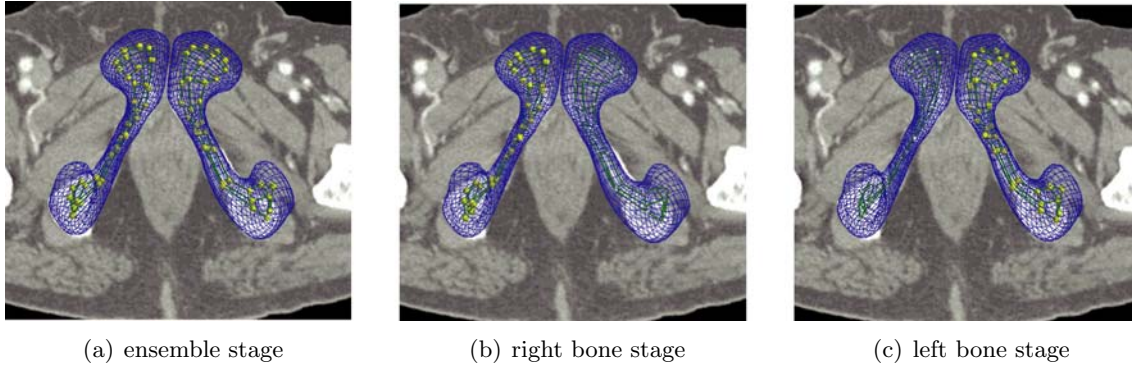 (a) ensemble stage
(b) right bone stage
(c) left bone stage